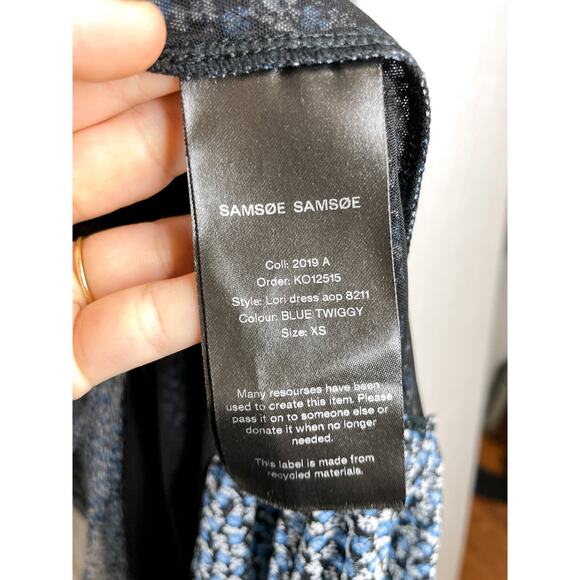 SAMSØE SAMSØE
Coll: 2019 A
Order: KO12515
Style: Lori dress aop 8211
Colour: BLUE TWIGGY
Size: XS
Many resourses have been
used to create this item. Please
pass it on to someone else or
donate it when no longer
needed.
This label is made from
recycled materials.